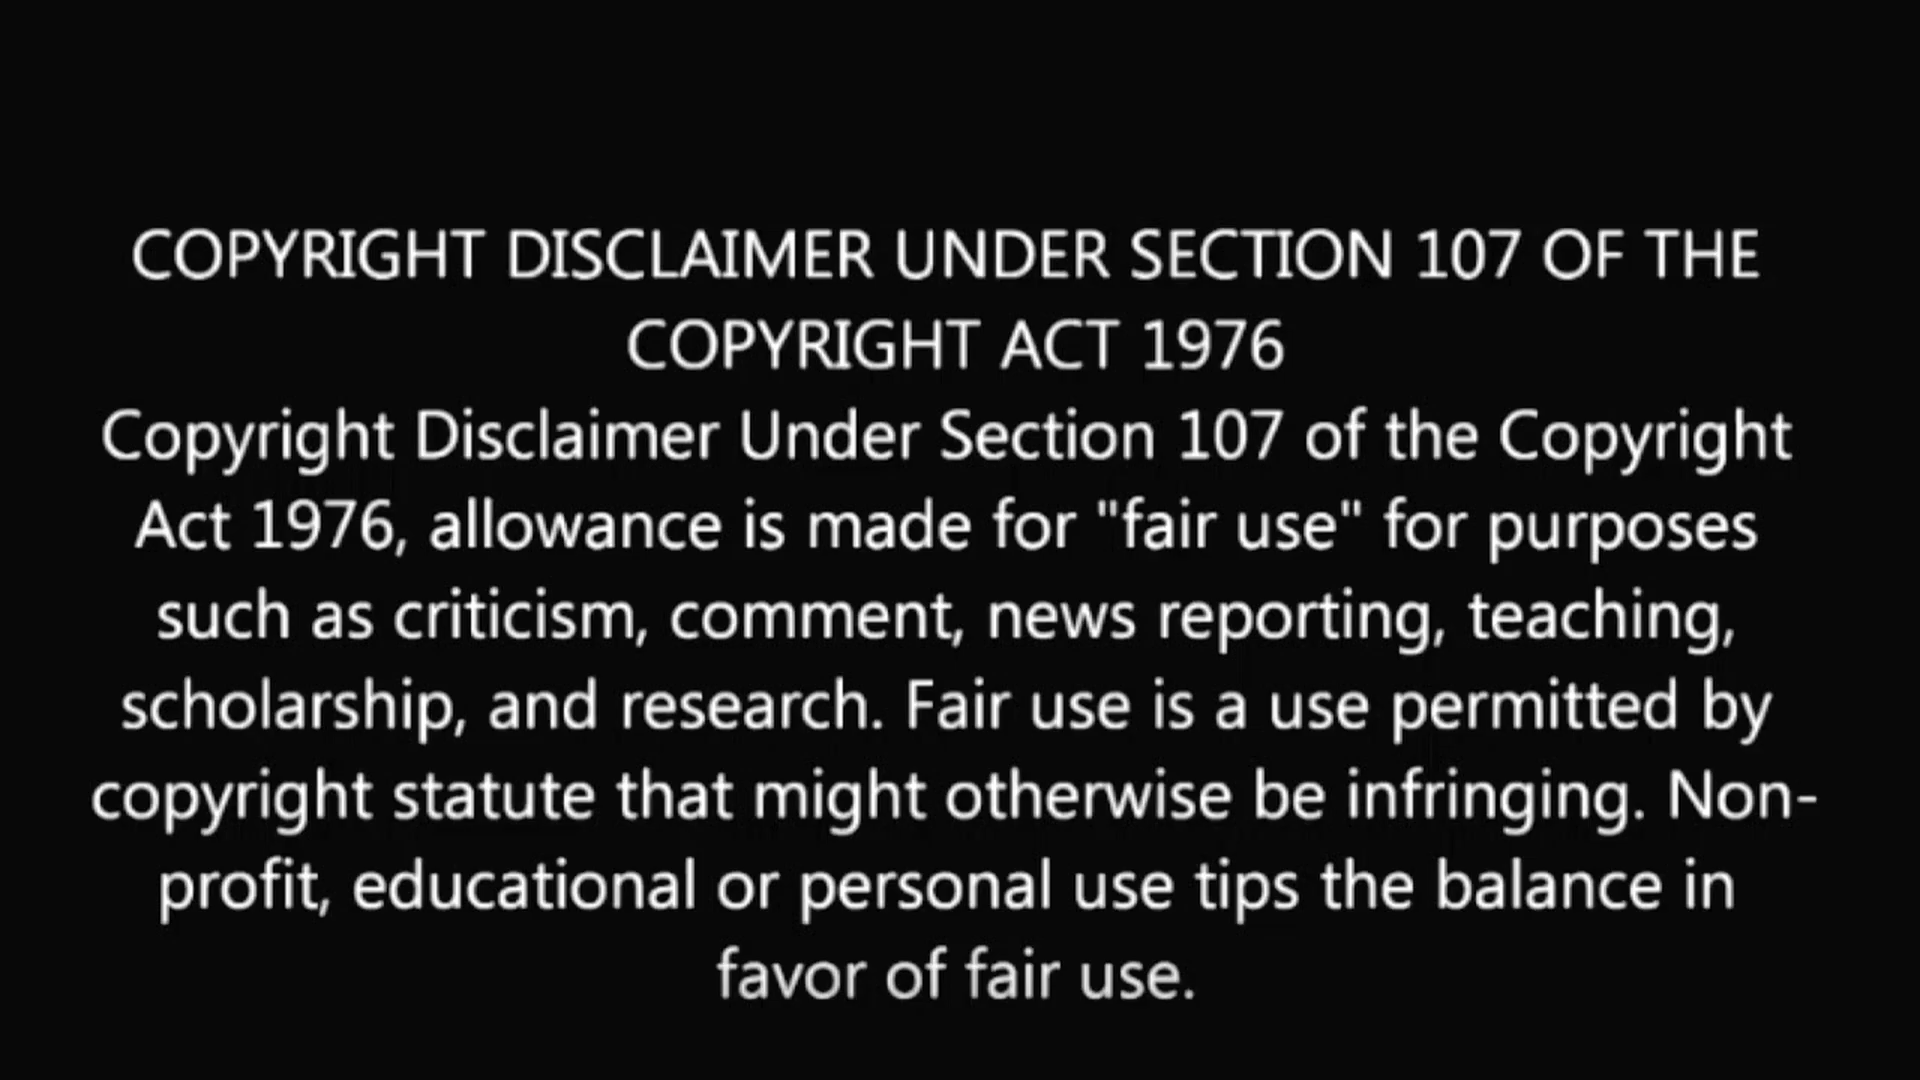 COPYRIGHT DISCLAIMER UNDER SECTION 107 OF THE
COPYRIGHT ACT 1976
Copyright Disclaimer Under Section 107 of the Copyright
Act 1976, allowance is made for "fair use" for purposes
such as criticism, comment, news reporting, teaching,
scholarship, and research. Fair use is a use permitted by
copyright statute that might otherwise be infringing. Non-
profit, educational or personal use tips the balance in
favor of fair use.